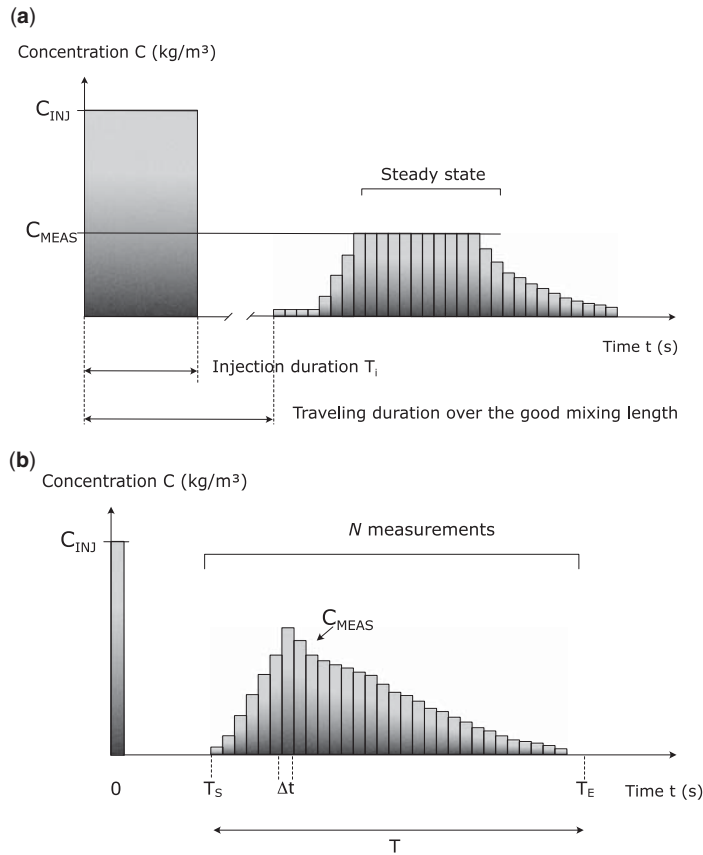 (a)
Concentration C (kg/m³)
C_INJ
Steady state
C_MEAS
Time t (s)
Injection duration T_i
Traveling duration over the good mixing length
(b)
Concentration C (kg/m³)
N measurements
C_INJ
C_MEAS
0 T_S Δt T_E Time t (s)
T